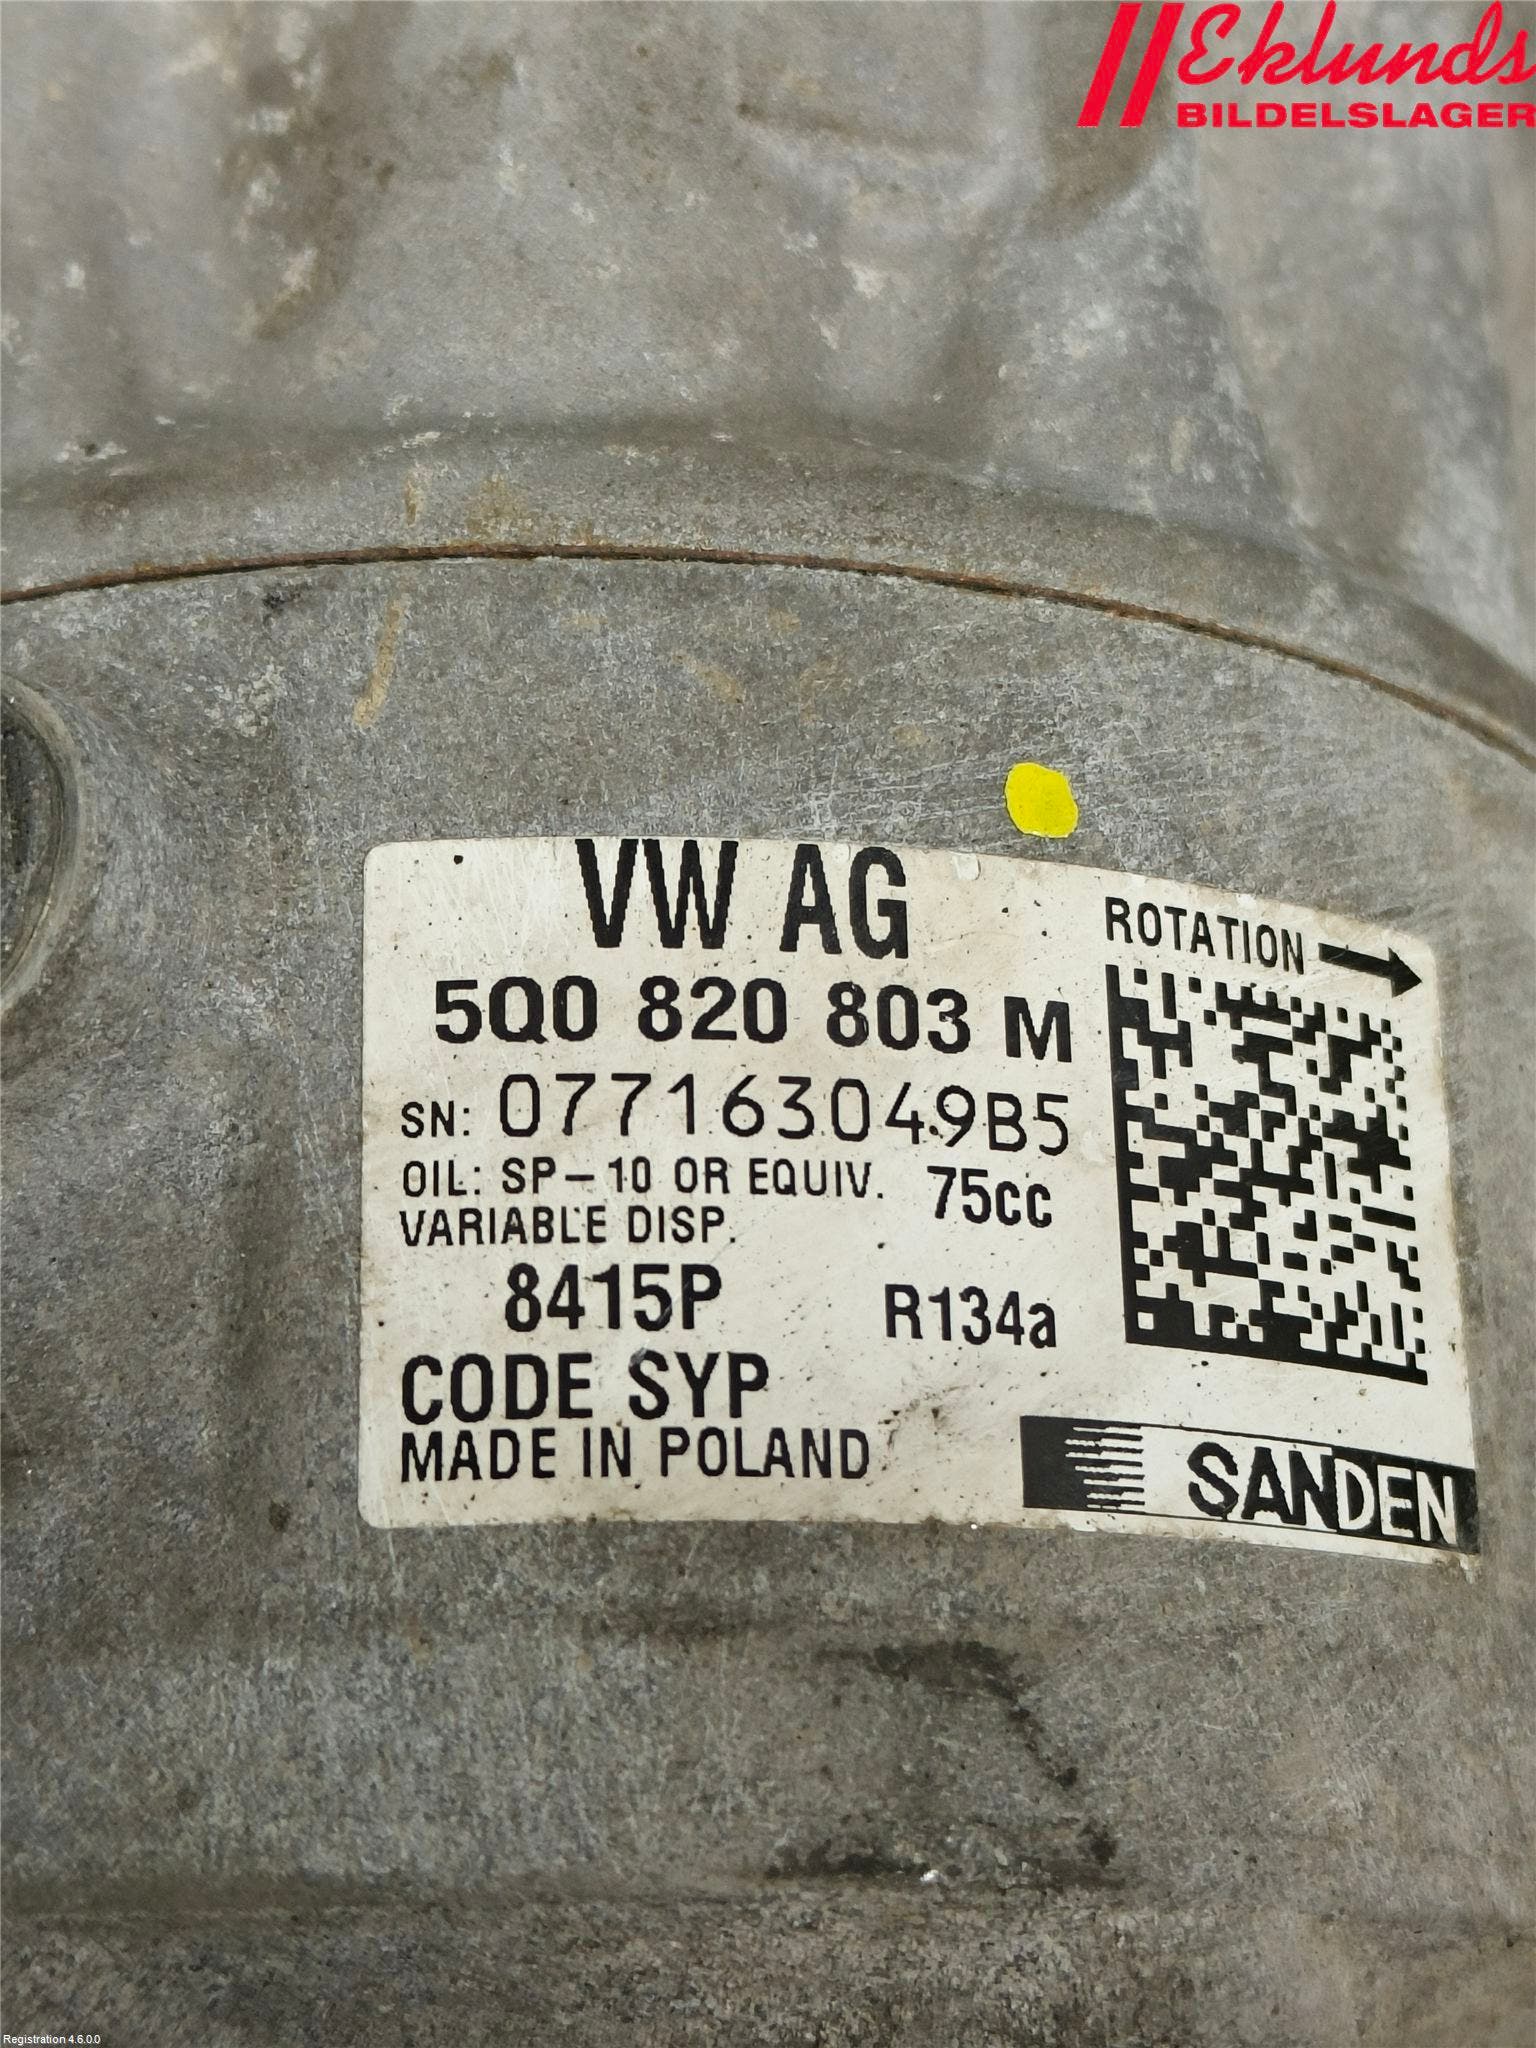 Eklunds
BILDELSLAGER
VW AG
ROTATION
5Q0 820 803 M
SN: 077163049B5
OIL: SP-10 OR EQUIV. 75cc
VARIABLE DISP.
8415P R134a
CODE SYP
MADE IN POLAND
SANDEN
Registration 4.6.0.0